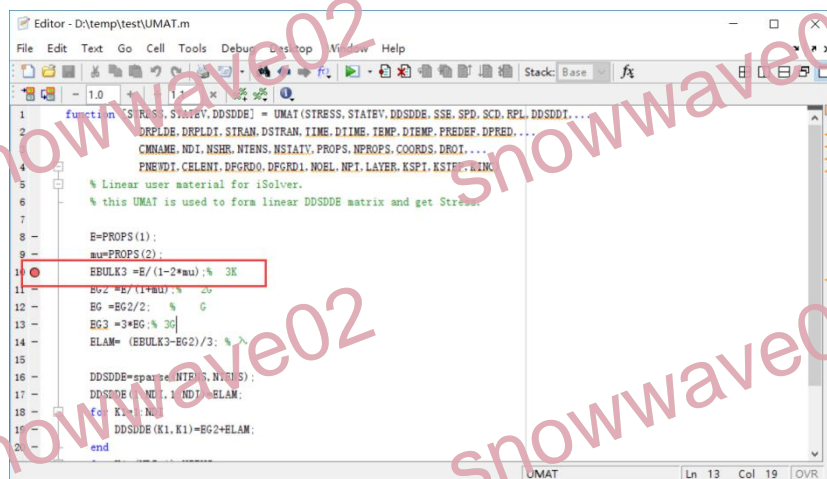 Editor - D:\temp\test\UMAT.m
File Edit Text Go Cell Tools Debug Desktop Window Help
Stack: Base fx
- 1.0 + ÷ 1.1 ×
1 function [STRESS,STATEV,DDSDDE] = UMAT(STRESS,STATEV,DDSDDE,SSE,SPD,SCD,RPL,DDSDDT,...
2 DRPLDE,DRPLDT,STRAN,DSTRAN,TIME,DTIME,TEMP,DTEMP,PREDEF,DPRED,...
3 CMNAME,NDI,NSHR,NTENS,NSTATV,PROPS,NPROPS,COORDS,DROT,...
4 PNEWDT,CELENT,DFGRD0,DFGRD1,NOEL,NPT,LAYER,KSPT,KSTEP,KINC)
5 % Linear user material for iSolver.
6 % this UMAT is used to form linear DDSDDE matrix and get Stress.
7
8 - E=PROPS(1);
9 - mu=PROPS(2);
10 EBULK3 =E/(1-2*mu);% 3K
11 - EG2 =E/(1+mu);% 2G
12 - EG =EG2/2; % G
13 - EG3 =3*EG;% 3G
14 - ELAM= (EBULK3-EG2)/3; % λ
15
16 - DDSDDE=sparse(NTENS,NTENS);
17 - DDSDDE(1:NDI,1:NDI)=ELAM;
18 - for K1=1:NDI
19 - DDSDDE(K1,K1)=EG2+ELAM;
20 - end
UMAT Ln 13 Col 19 OVR
snowwave02
snowwave02
snowwave02
snowwave02